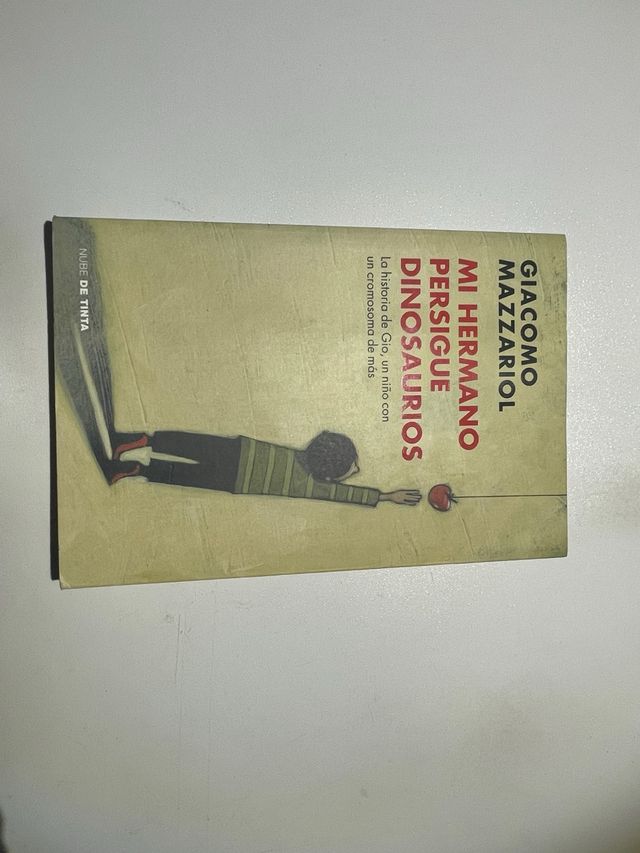 GIACOMO
MAZZARIOL
MI HERMANO
PERSIGUE
DINOSAURIOS
La historia de Gio, un niño con
un cromosoma de más
NUBE DE TINTA